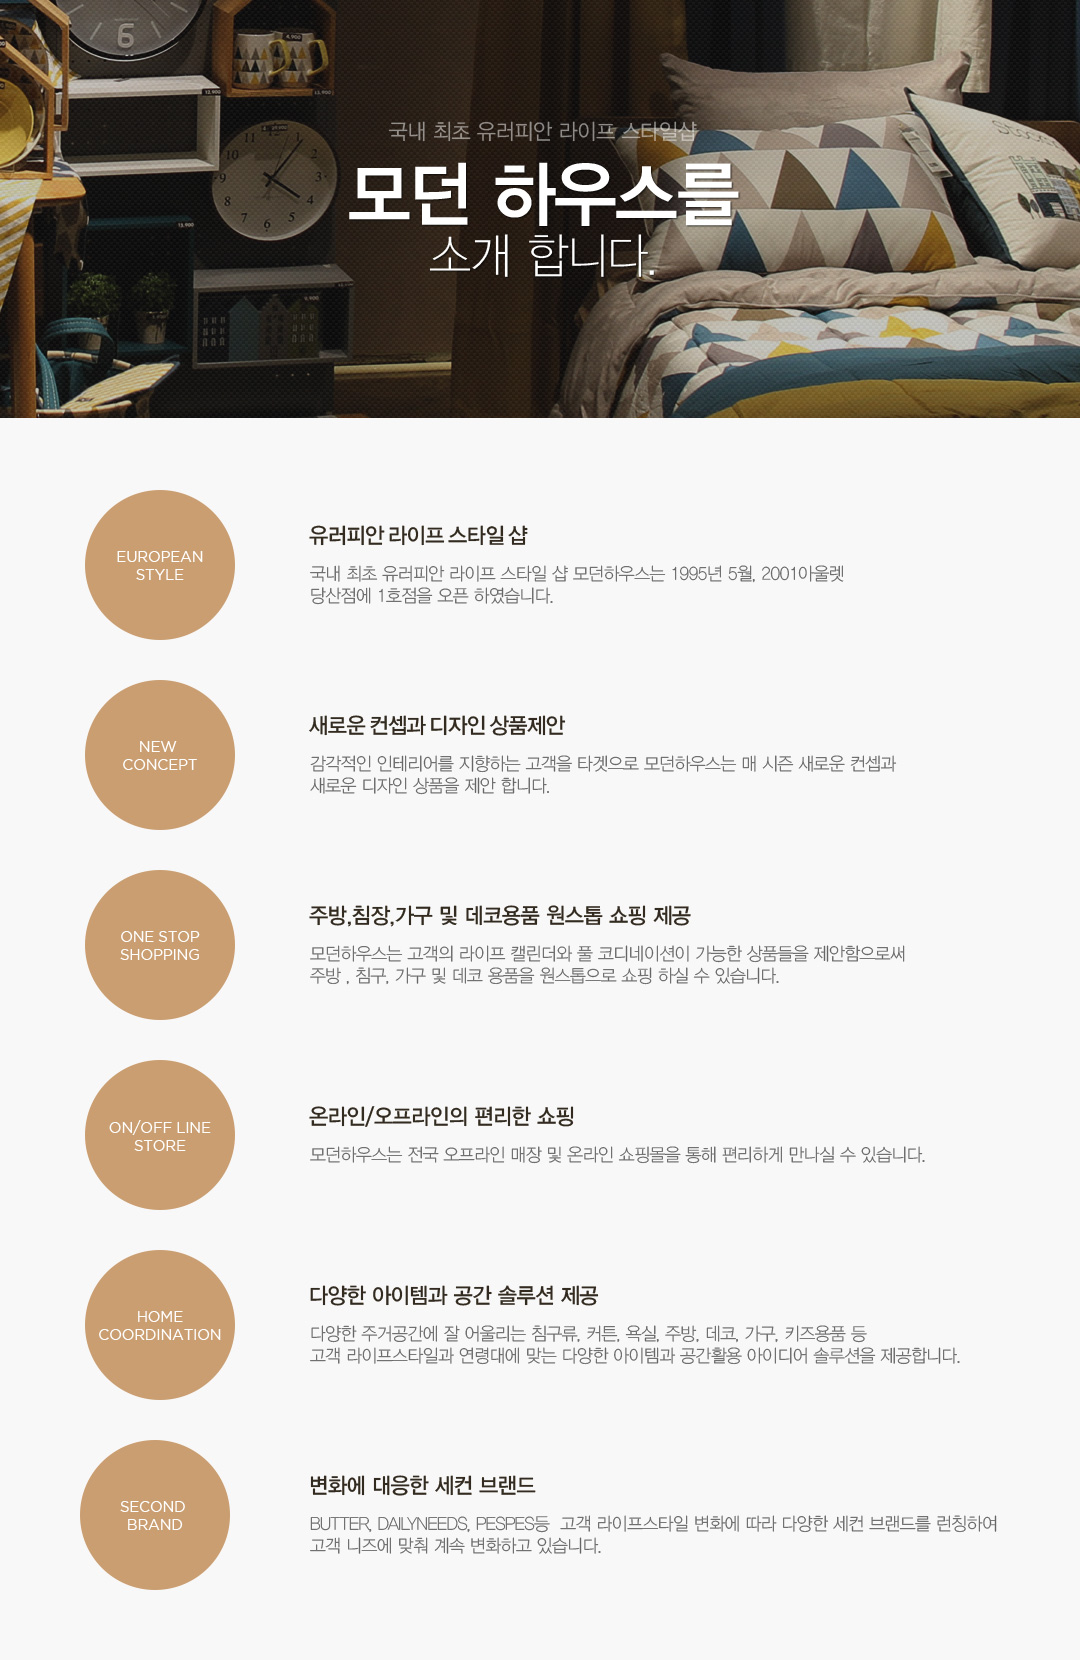 국내 최초 유러피안 라이프 스타일샵
모던 하우스를
소개 합니다.
EUROPEAN
STYLE
유러피안 라이프 스타일 샵
국내 최초 유러피안 라이프 스타일 샵 모던하우스는 1995년 5월, 2001아울렛
당산점에 1호점을 오픈 하였습니다.
NEW
CONCEPT
새로운 컨셉과 디자인 상품제안
감각적인 인테리어를 지향하는 고객을 타겟으로 모던하우스는 매 시즌 새로운 컨셉과
새로운 디자인 상품을 제안 합니다.
ONE STOP
SHOPPING
주방,침장,가구 및 데코용품 원스톱 쇼핑 제공
모던하우스는 고객의 라이프 캘린더와 풀 코디네이션이 가능한 상품들을 제안함으로써
주방 , 침구, 가구 및 데코 용품을 원스톱으로 쇼핑 하실 수 있습니다.
ON/OFF LINE
STORE
온라인/오프라인의 편리한 쇼핑
모던하우스는 전국 오프라인 매장 및 온라인 쇼핑몰을 통해 편리하게 만나실 수 있습니다.
HOME
COORDINATION
다양한 아이템과 공간 솔루션 제공
다양한 주거공간에 잘 어울리는 침구류, 커튼, 욕실, 주방, 데코, 가구, 키즈용품 등
고객 라이프스타일과 연령대에 맞는 다양한 아이템과 공간활용 아이디어 솔루션을 제공합니다.
SECOND
BRAND
변화에 대응한 세컨 브랜드
BUTTER, DAILYNEEDS, PESPES등 고객 라이프스타일 변화에 따라 다양한 세컨 브랜드를 런칭하여
고객 니즈에 맞춰 계속 변화하고 있습니다.